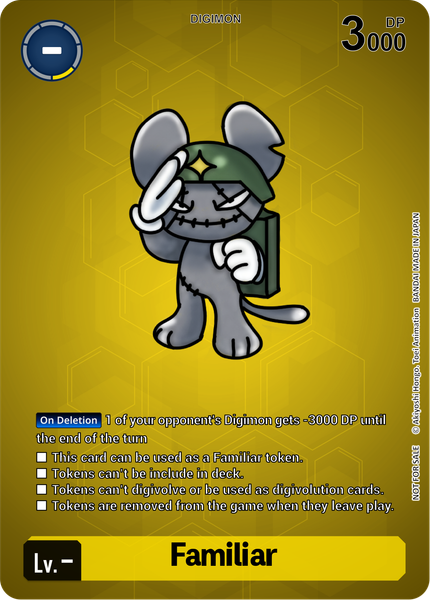 DIGIMON
-
DP
3000
On Deletion 1 of your opponent's Digimon gets -3000 DP until
the end of the turn
This card can be used as a Familiar token.
Tokens can't be include in deck.
Tokens can't digivolve or be used as digivolution cards.
Tokens are removed from the game when they leave play.
NOT FOR SALE © Akiyoshi Hongo, Toei Animation BANDAI MADE IN JAPAN
Lv.-
Familiar